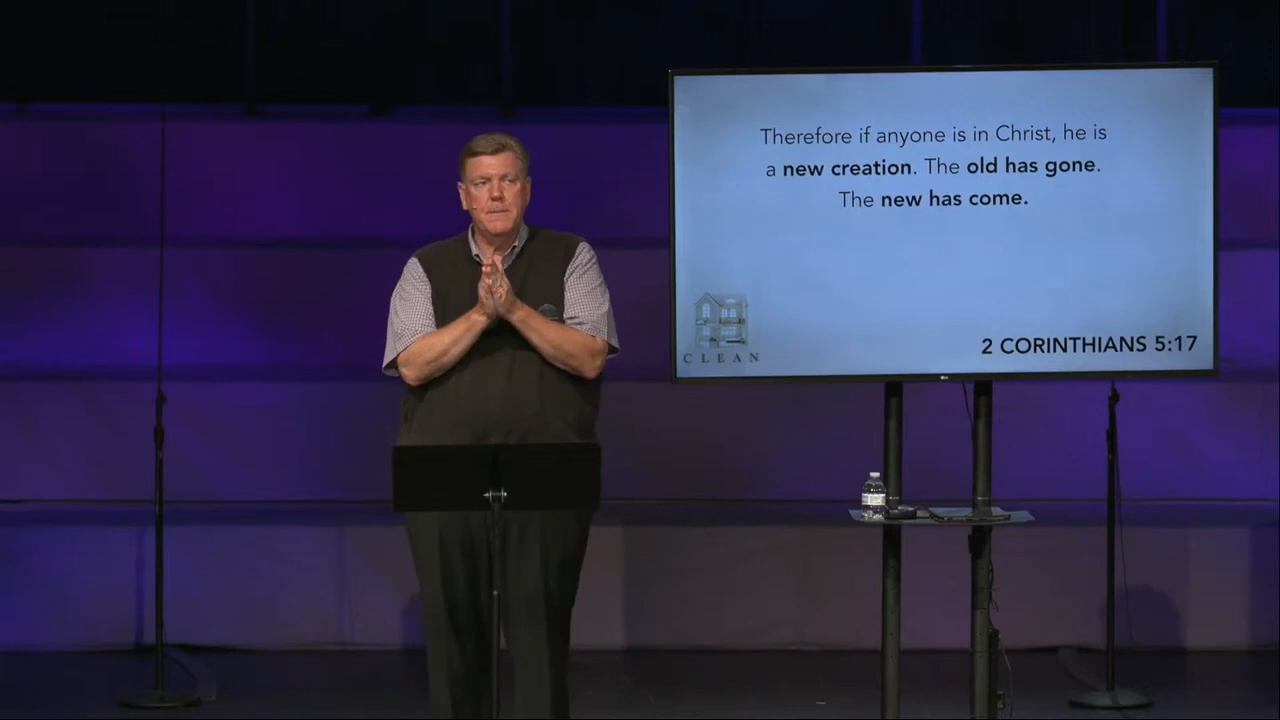 Therefore if anyone is in Christ, he is
a new creation. The old has gone.
The new has come.
CLEAN
2 CORINTHIANS 5:17
LG